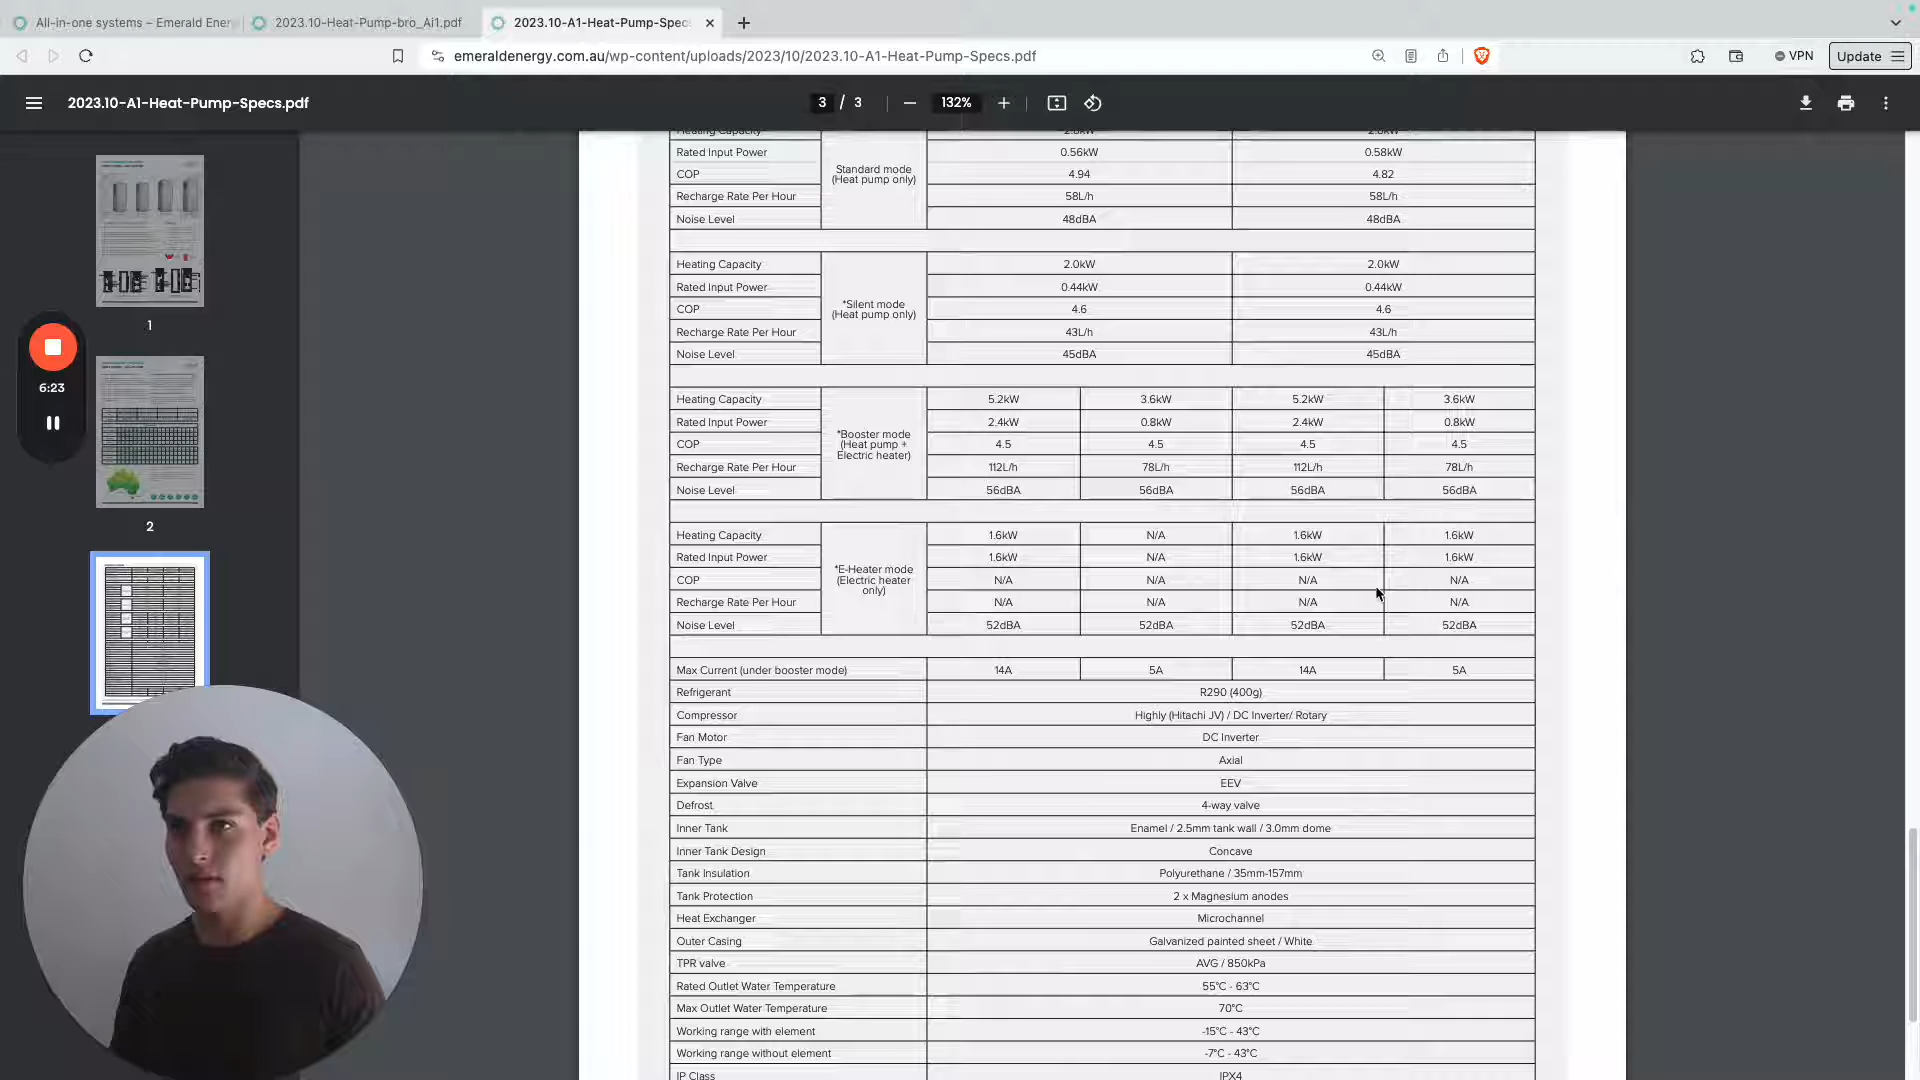 All-in-one systems – Emerald Ener
2023.10-Heat-Pump-bro_Ai1.pdf
2023.10-A1-Heat-Pump-Spec
emeraldenergy.com.au/wp-content/uploads/2023/10/2023.10-A1-Heat-Pump-Specs.pdf
VPN
Update
2023.10-A1-Heat-Pump-Specs.pdf
3 / 3
132%
1
2
6:23
Heating Capacity 2.8kW 2.8kW
Rated Input Power 0.56kW 0.58kW
Standard mode
(Heat pump only)
COP 4.94 4.82
Recharge Rate Per Hour 58L/h 58L/h
Noise Level 48dBA 48dBA
Heating Capacity 2.0kW 2.0kW
Rated Input Power 0.44kW 0.44kW
*Silent mode
(Heat pump only)
COP 4.6 4.6
Recharge Rate Per Hour 43L/h 43L/h
Noise Level 45dBA 45dBA
Heating Capacity 5.2kW 3.6kW 5.2kW 3.6kW
Rated Input Power 2.4kW 0.8kW 2.4kW 0.8kW
*Booster mode
(Heat pump +
Electric heater)
COP 4.5 4.5 4.5 4.5
Recharge Rate Per Hour 112L/h 78L/h 112L/h 78L/h
Noise Level 56dBA 56dBA 56dBA 56dBA
Heating Capacity 1.6kW N/A 1.6kW 1.6kW
Rated Input Power 1.6kW N/A 1.6kW 1.6kW
*E-Heater mode
(Electric heater
only)
COP N/A N/A N/A N/A
Recharge Rate Per Hour N/A N/A N/A N/A
Noise Level 52dBA 52dBA 52dBA 52dBA
Max Current (under booster mode) 14A 5A 14A 5A
Refrigerant R290 (400g)
Compressor Highly (Hitachi JV) / DC Inverter/ Rotary
Fan Motor DC Inverter
Fan Type Axial
Expansion Valve EEV
Defrost 4-way valve
Inner Tank Enamel / 2.5mm tank wall / 3.0mm dome
Inner Tank Design Concave
Tank Insulation Polyurethane / 35mm-157mm
Tank Protection 2 x Magnesium anodes
Heat Exchanger Microchannel
Outer Casing Galvanized painted sheet / White
TPR valve AVG / 850kPa
Rated Outlet Water Temperature 55°C - 63°C
Max Outlet Water Temperature 70°C
Working range with element -15°C - 43°C
Working range without element -7°C - 43°C
IP Class IPX4